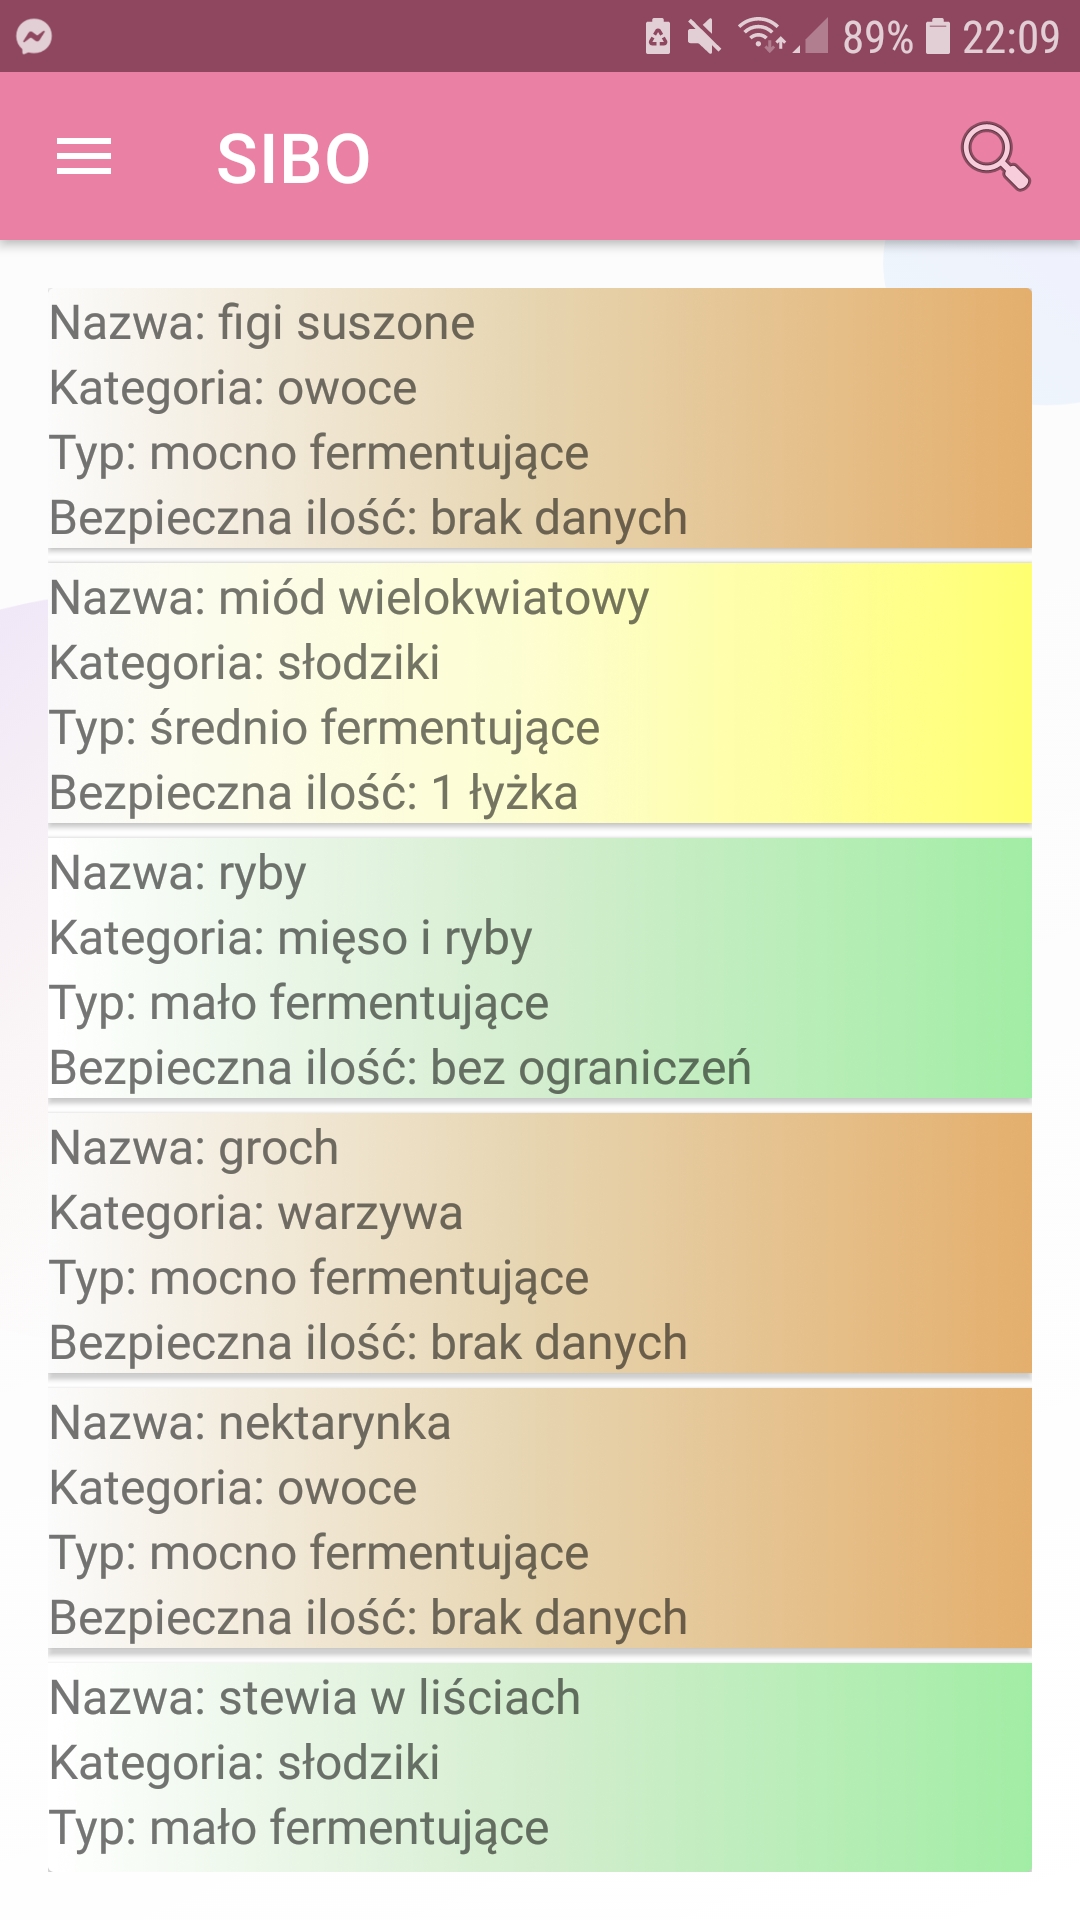 89% 22:09
SIBO
Nazwa: figi suszone
Kategoria: owoce
Typ: mocno fermentujące
Bezpieczna ilość: brak danych
Nazwa: miód wielokwiatowy
Kategoria: słodziki
Typ: średnio fermentujące
Bezpieczna ilość: 1 łyżka
Nazwa: ryby
Kategoria: mięso i ryby
Typ: mało fermentujące
Bezpieczna ilość: bez ograniczeń
Nazwa: groch
Kategoria: warzywa
Typ: mocno fermentujące
Bezpieczna ilość: brak danych
Nazwa: nektarynka
Kategoria: owoce
Typ: mocno fermentujące
Bezpieczna ilość: brak danych
Nazwa: stewia w liściach
Kategoria: słodziki
Typ: mało fermentujące